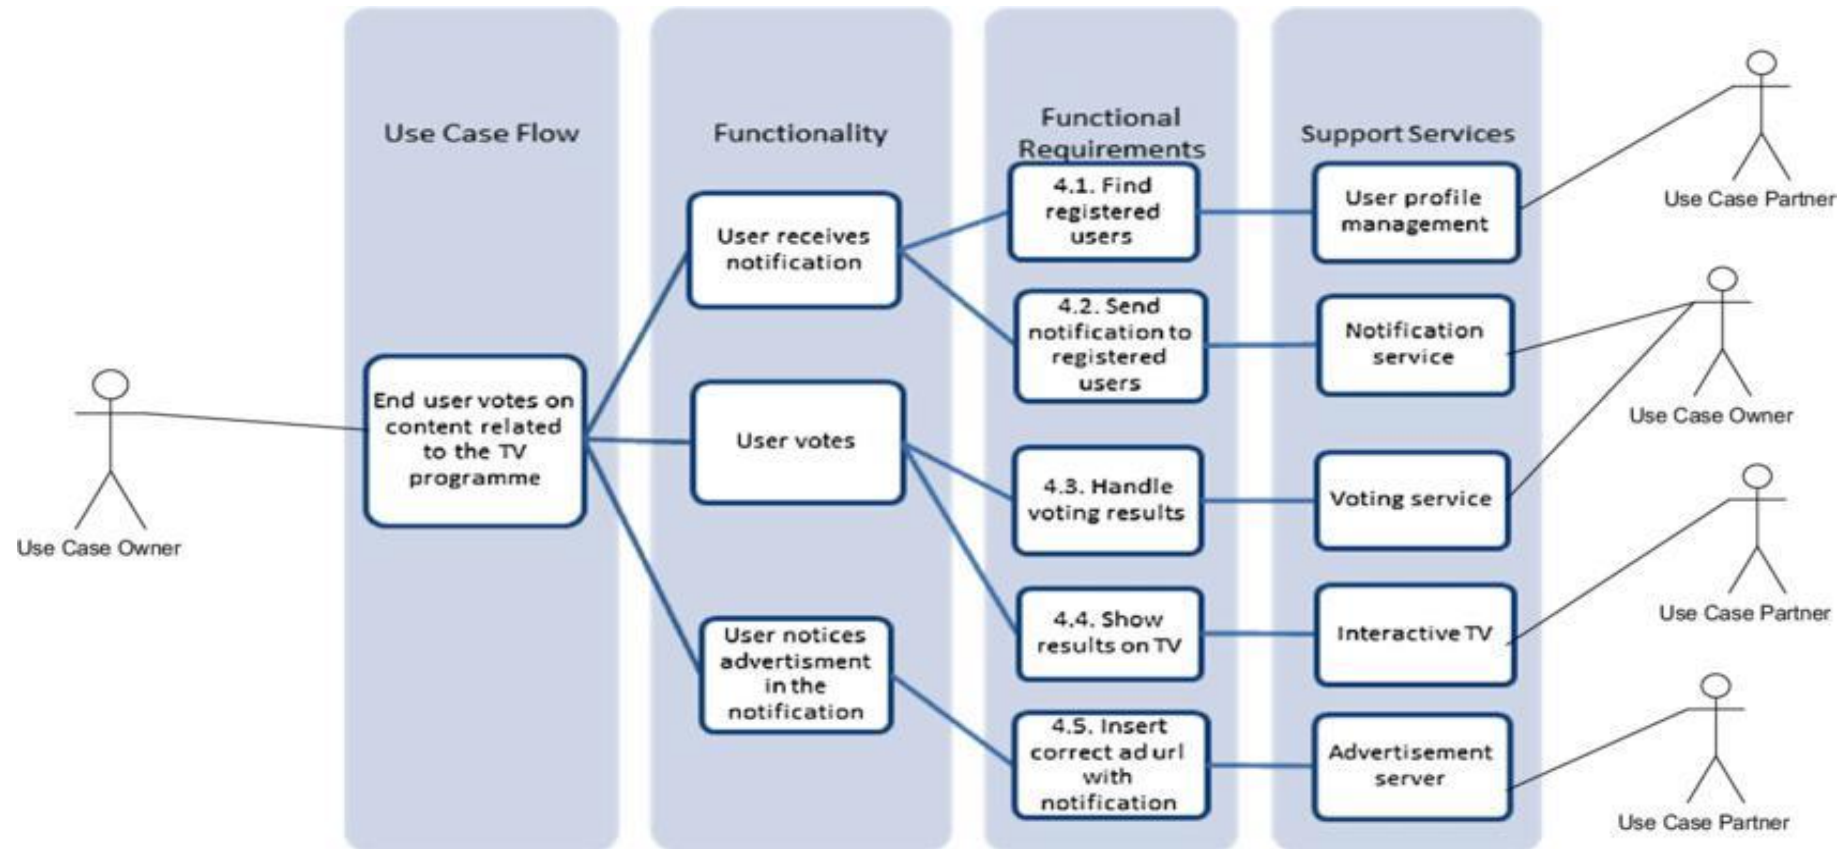 Use Case Flow
Functionality
Functional
Requirements
Support Services
End user votes on
content related
to the TV
programme
User receives
notification
User votes
User notices
advertisment
in the
notification
4.1. Find
registered
users
4.2. Send
notification to
registered
users
4.3. Handle
voting results
4.4. Show
results on TV
4.5. Insert
correct ad url
with
notification
User profile
management
Notification
service
Voting service
Interactive TV
Advertisement
server
Use Case Owner
Use Case Partner
Use Case Owner
Use Case Partner
Use Case Partner